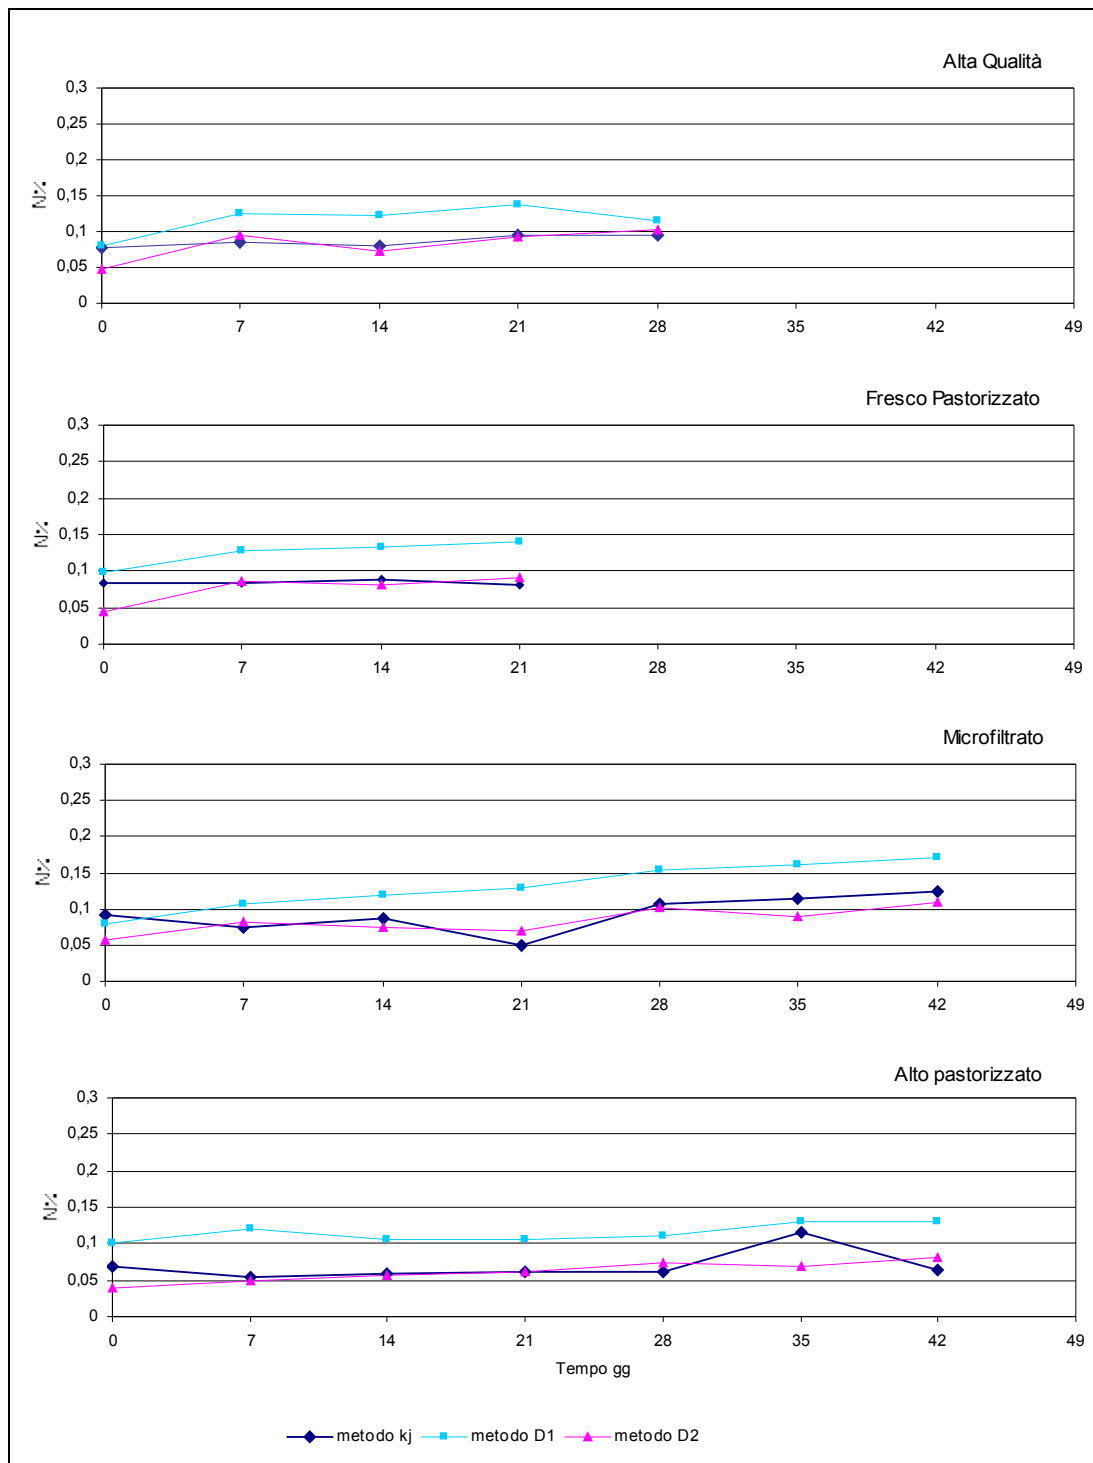 Alta Qualità
0,3
0,25
0,2
0,15
0,1
0,05
0
N%
0 7 14 21 28 35 42 49
Fresco Pastorizzato
0,3
0,25
0,2
0,15
0,1
0,05
0
N%
0 7 14 21 28 35 42 49
Microfiltrato
0,3
0,25
0,2
0,15
0,1
0,05
0
N%
0 7 14 21 28 35 42 49
Alto pastorizzato
0,3
0,25
0,2
0,15
0,1
0,05
0
N%
0 7 14 21 28 35 42 49
Tempo gg
metodo kj metodo D1 metodo D2